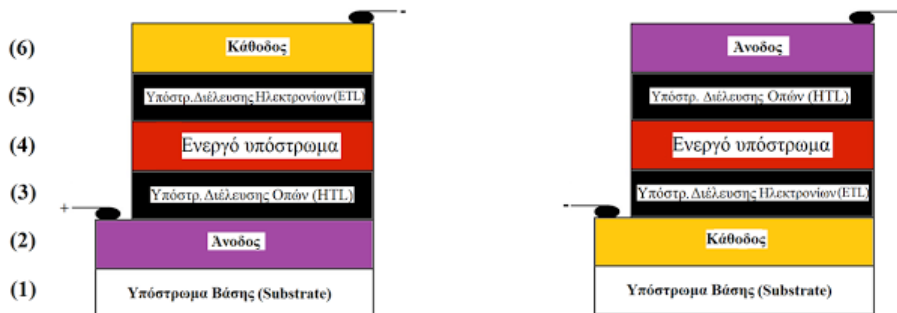 -
(6) Κάθοδος Άνοδος
(5) Υπόστρ. Διέλευσης Ηλεκτρονίων (ETL) Υπόστρ. Διέλευσης Οπών (HTL)
(4) Ενεργό υπόστρωμα Ενεργό υπόστρωμα
(3) Υπόστρ. Διέλευσης Οπών (HTL) Υπόστρ. Διέλευσης Ηλεκτρονίων (ETL)
+ -
(2) Άνοδος Κάθοδος
(1) Υπόστρωμα Βάσης (Substrate) Υπόστρωμα Βάσης (Substrate)